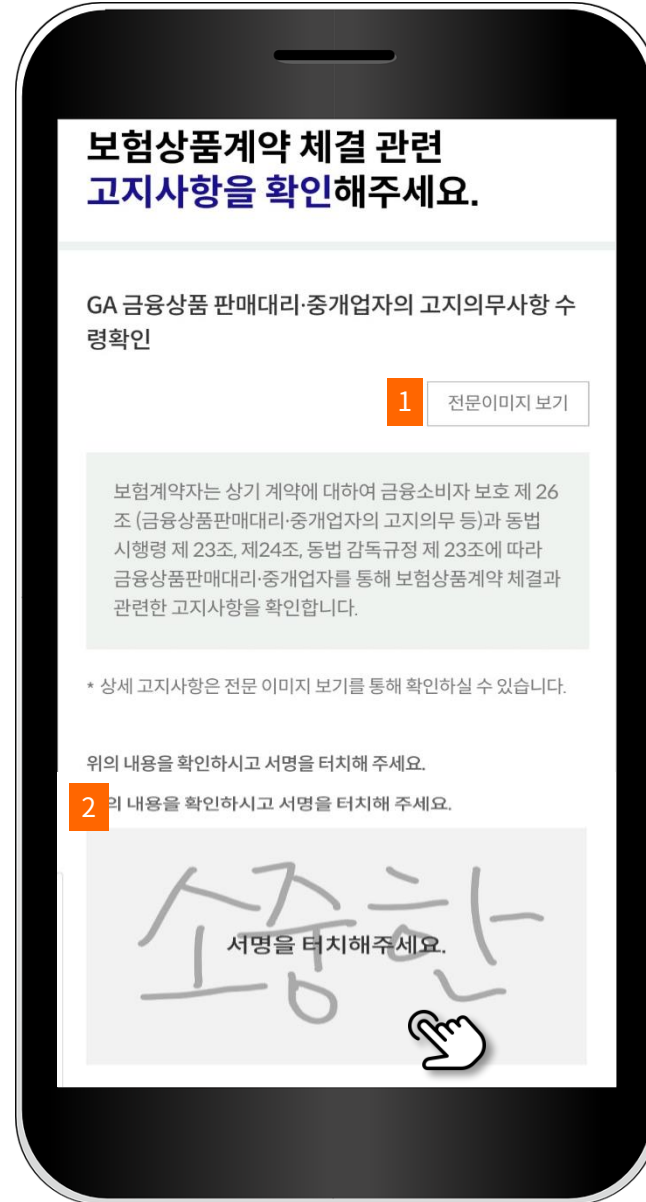 보험상품계약 체결 관련
고지사항을 확인해주세요.
GA 금융상품 판매대리·중개업자의 고지의무사항 수
령확인
1
전문이미지 보기
보험계약자는 상기 계약에 대하여 금융소비자 보호 제 26
조 (금융상품판매대리·중개업자의 고지의무 등)과 동법
시행령 제 23조, 제24조, 동법 감독규정 제 23조에 따라
금융상품판매대리·중개업자를 통해 보험상품계약 체결과
관련한 고지사항을 확인합니다.
* 상세 고지사항은 전문 이미지 보기를 통해 확인하실 수 있습니다.
위의 내용을 확인하시고 서명을 터치해 주세요.
2 의 내용을 확인하시고 서명을 터치해 주세요.
소중한
서명을 터치해주세요.